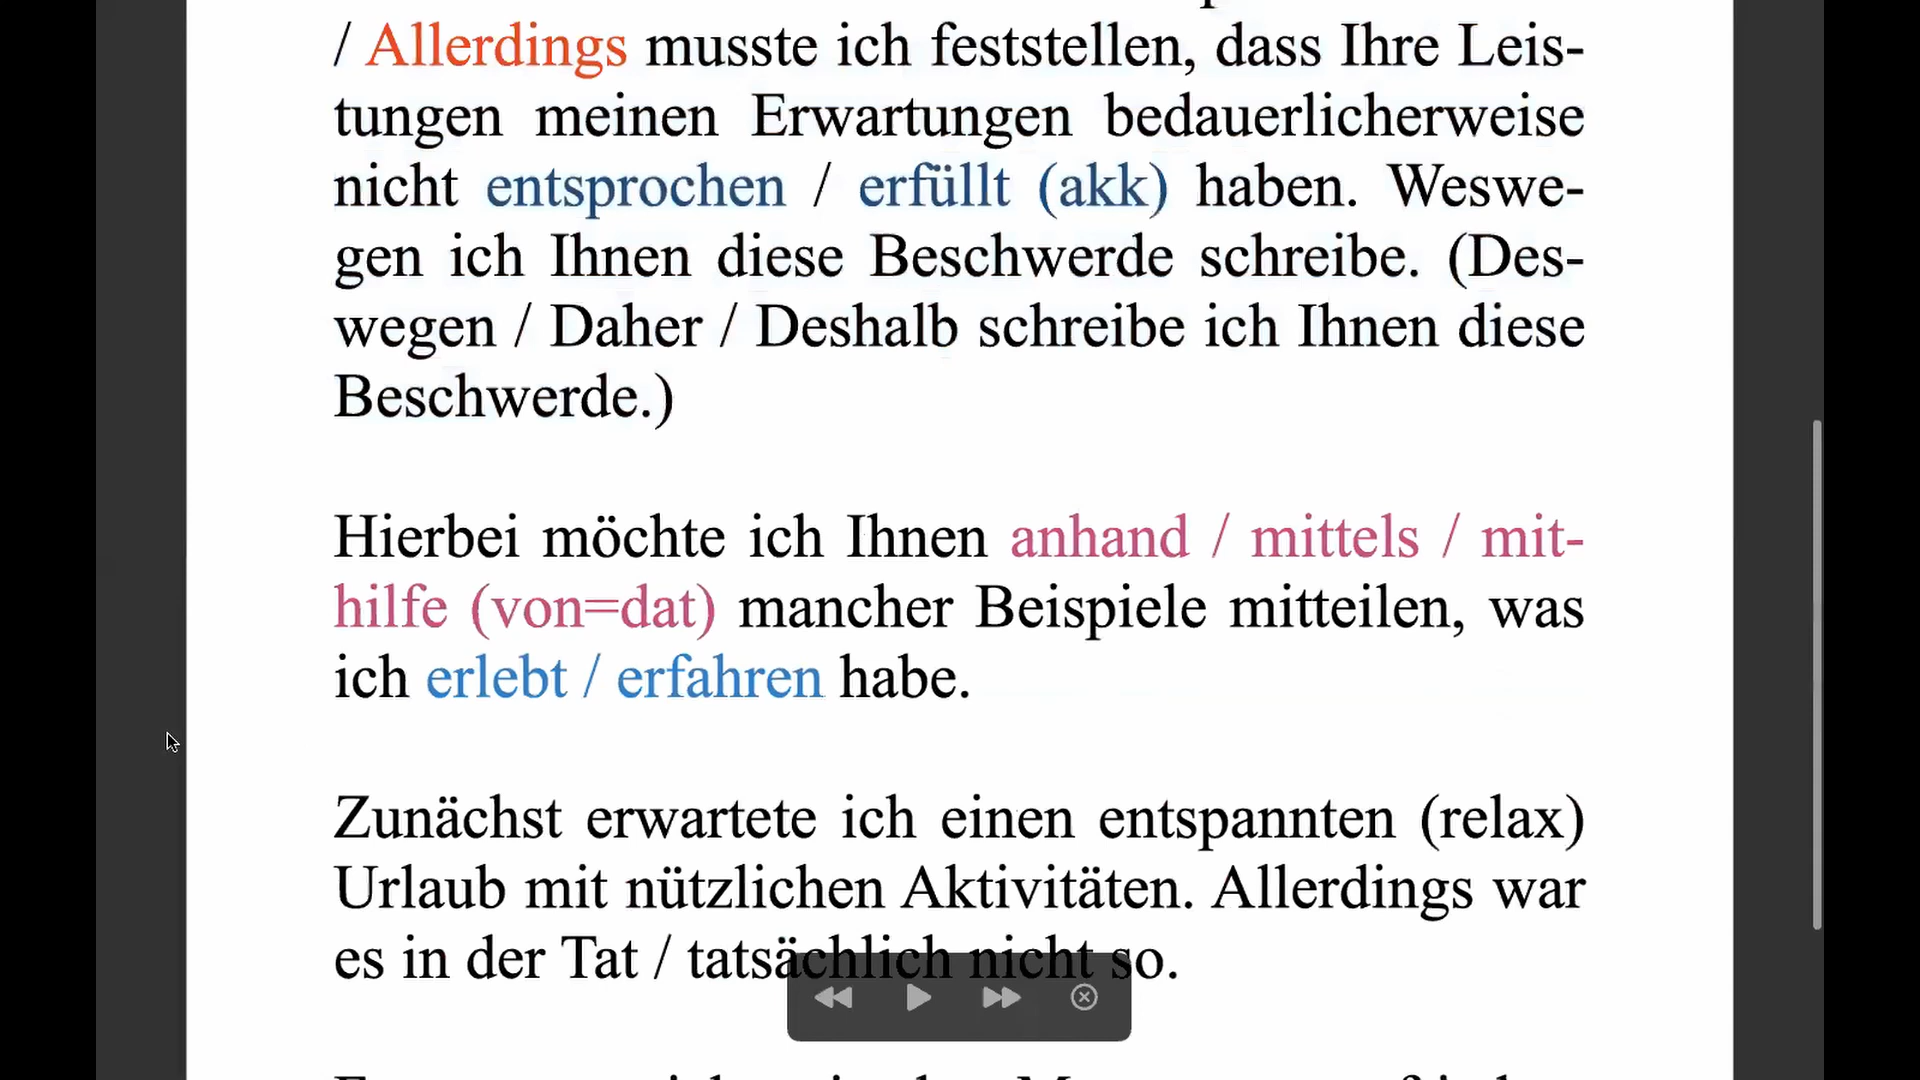 / Allerdings musste ich feststellen, dass Ihre Leis-
tungen meinen Erwartungen bedauerlicherweise
nicht entsprochen / erfüllt (akk) haben. Weswe-
gen ich Ihnen diese Beschwerde schreibe. (Des-
wegen / Daher / Deshalb schreibe ich Ihnen diese
Beschwerde.)
Hierbei möchte ich Ihnen anhand / mittels / mit-
hilfe (von=dat) mancher Beispiele mitteilen, was
ich erlebt / erfahren habe.
Zunächst erwartete ich einen entspannten (relax)
Urlaub mit nützlichen Aktivitäten. Allerdings war
es in der Tat / tatsächlich nicht so.